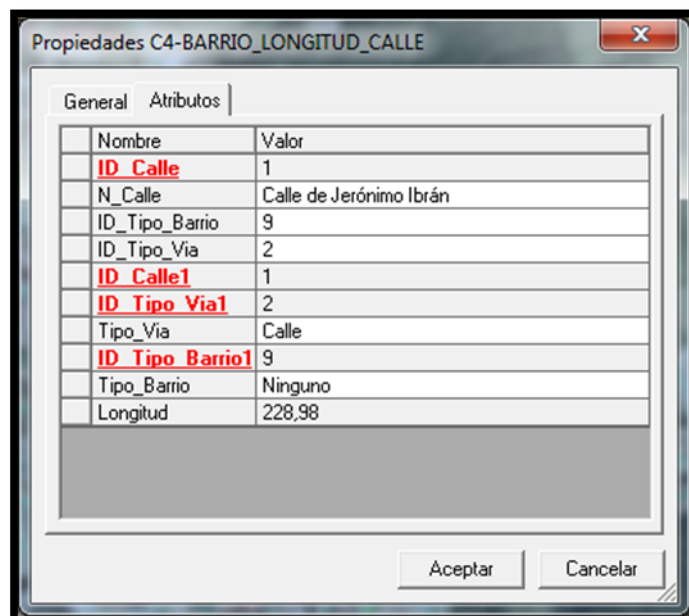 Propiedades C4-BARRIO_LONGITUD_CALLE
General Atributos
Nombre Valor
ID_Calle 1
N_Calle Calle de Jerónimo Ibrán
ID_Tipo_Barrio 9
ID_Tipo_Via 2
ID_Calle1 1
ID_Tipo_Via1 2
Tipo_Via Calle
ID_Tipo_Barrio1 9
Tipo_Barrio Ninguno
Longitud 228,98
Aceptar Cancelar